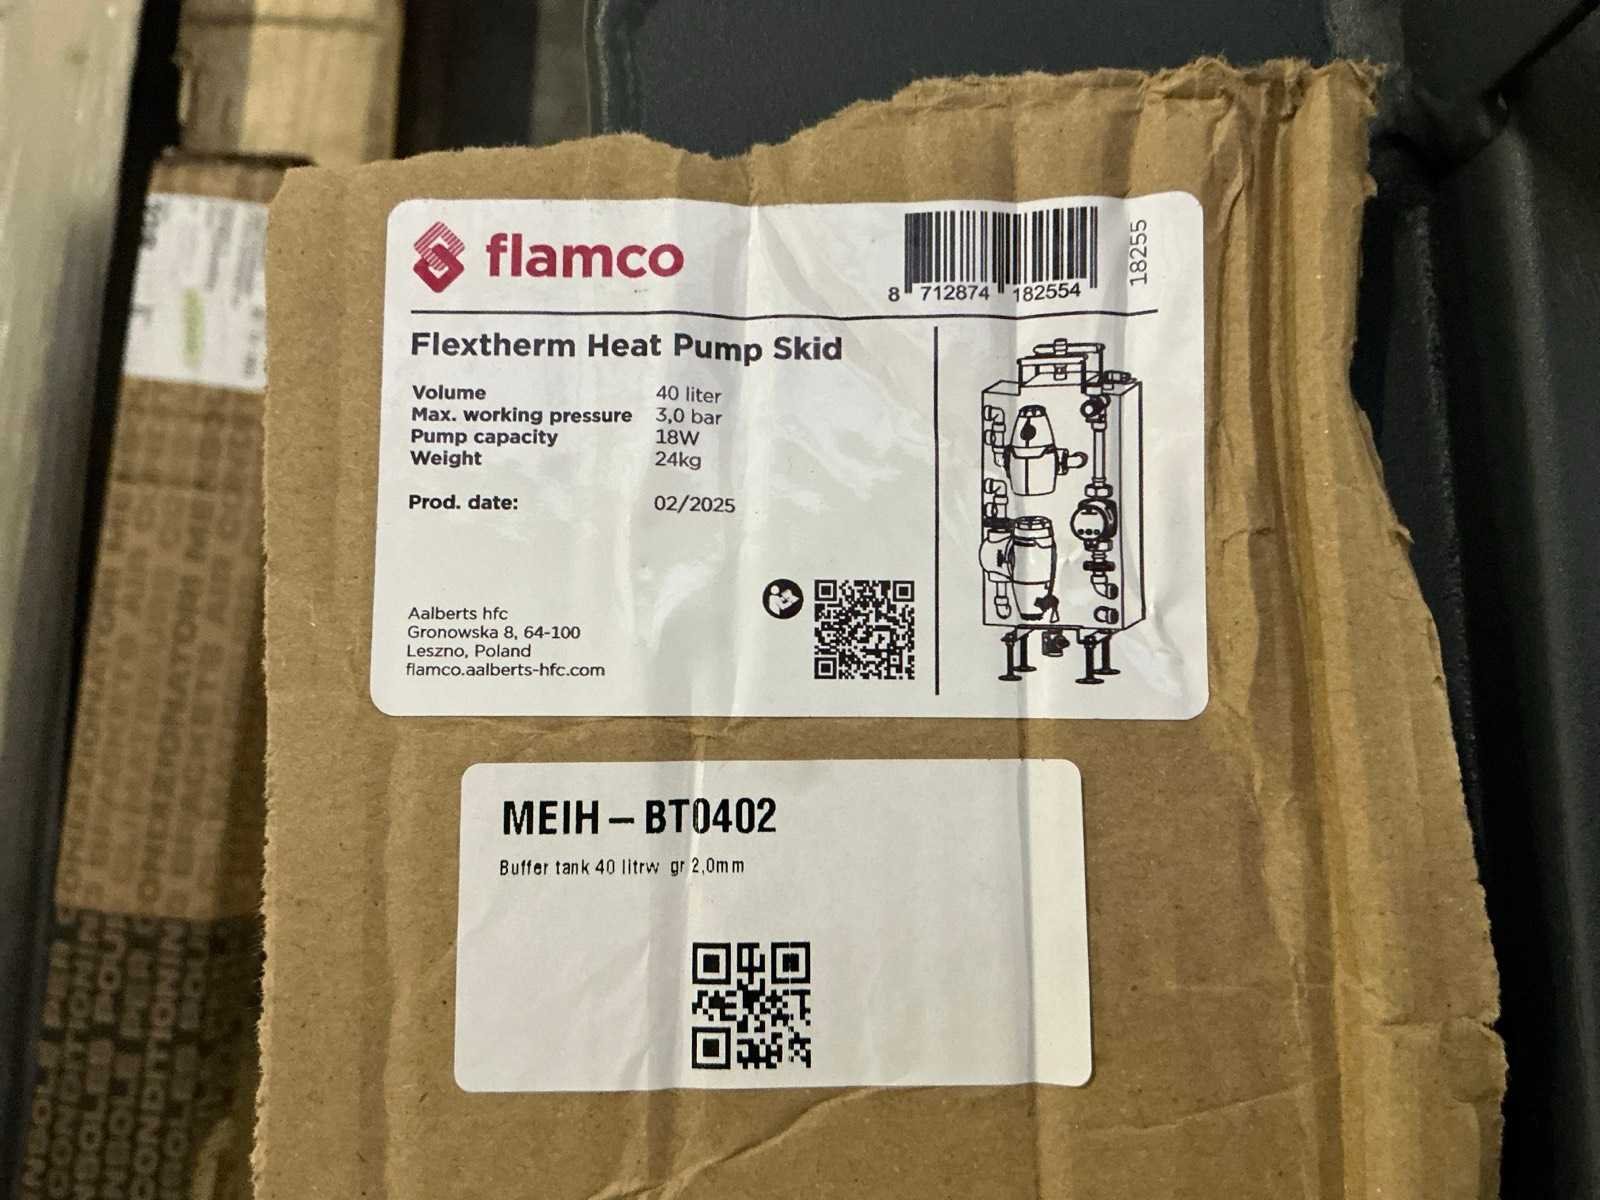 flamco
8 712874 182554
18255
Flextherm Heat Pump Skid
Volume 40 liter
Max. working pressure 3,0 bar
Pump capacity 18W
Weight 24kg
Prod. date: 02/2025
Aalberts hfc
Gronowska 8, 64-100
Leszno, Poland
flamco.aalberts-hfc.com
MEIH-BT0402
Buffer tank 40 litrw gr 2,0mm